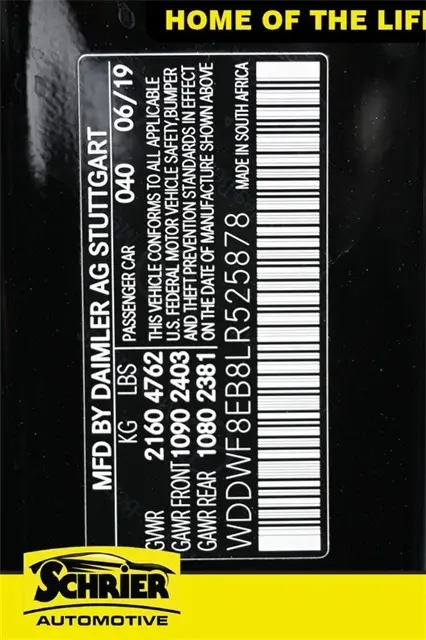 HOME OF THE LIF
MFD BY DAIMLER AG STUTTGART
KG LBS PASSENGER CAR 040 06/19
GVWR 2160 4762
GAWR FRONT 1090 2403
GAWR REAR 1080 2381
THIS VEHICLE CONFORMS TO ALL APPLICABLE
U.S. FEDERAL MOTOR VEHICLE SAFETY,BUMPER
AND THEFT PREVENTION STANDARDS IN EFFECT
ON THE DATE OF MANUFACTURE SHOWN ABOVE
WDDWF8EB8LR525878 MADE IN SOUTH AFRICA
SCHRIER
AUTOMOTIVE